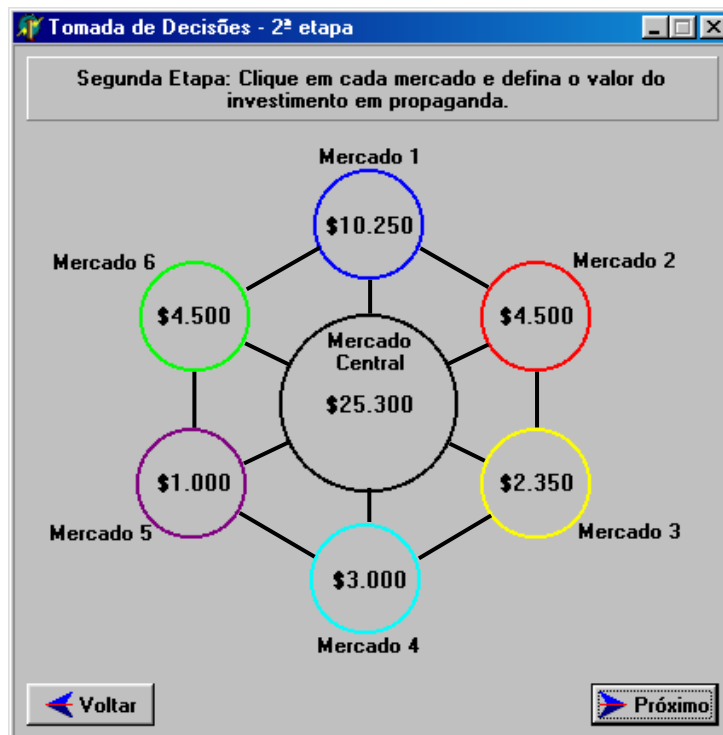 Tomada de Decisões - 2ª etapa
Segunda Etapa: Clique em cada mercado e defina o valor do
investimento em propaganda.
Mercado 1
$10.250
Mercado 6
Mercado 2
$4.500
$4.500
Mercado
Central
$25.300
$1.000
$2.350
Mercado 5
Mercado 3
$3.000
Mercado 4
Voltar
Próximo